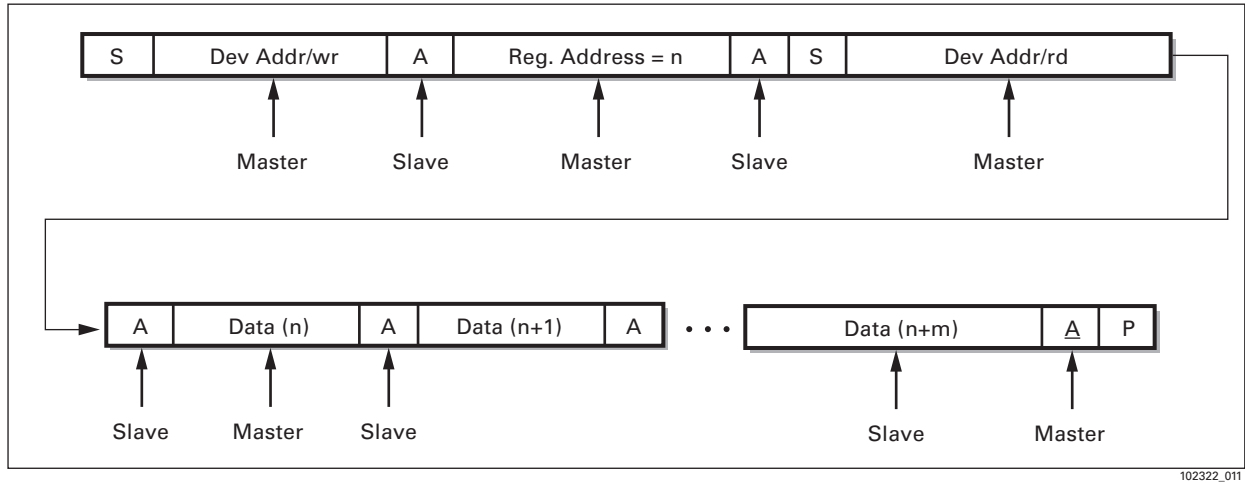 S Dev Addr/wr A Reg. Address = n A S Dev Addr/rd
Master Slave Master Slave Master
A Data (n) A Data (n+1) A • • • Data (n+m) A P
Slave Master Slave Slave Master
102322_011